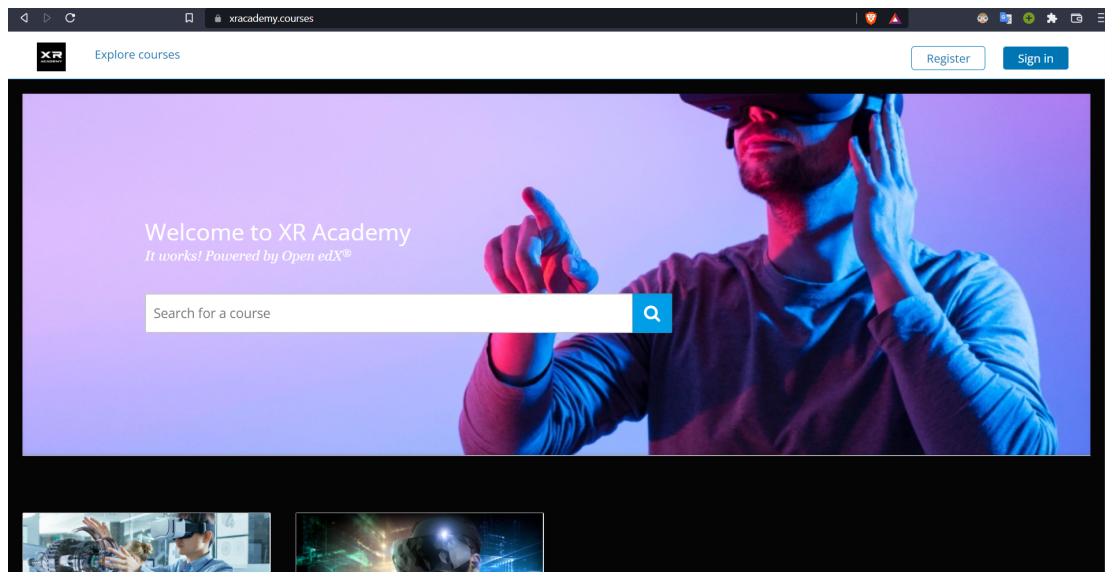 xracademy.courses
XR
ACADEMY
Explore courses
Register
Sign in
Welcome to XR Academy
It works! Powered by Open edX®
Search for a course